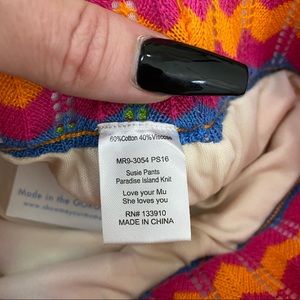 60%Cotton 40%Viscose
MR9-3054 PS16
Susie Pants
Paradise Island Knit
Love your Mu
She loves you
RN# 133910
MADE IN CHINA
Made in the